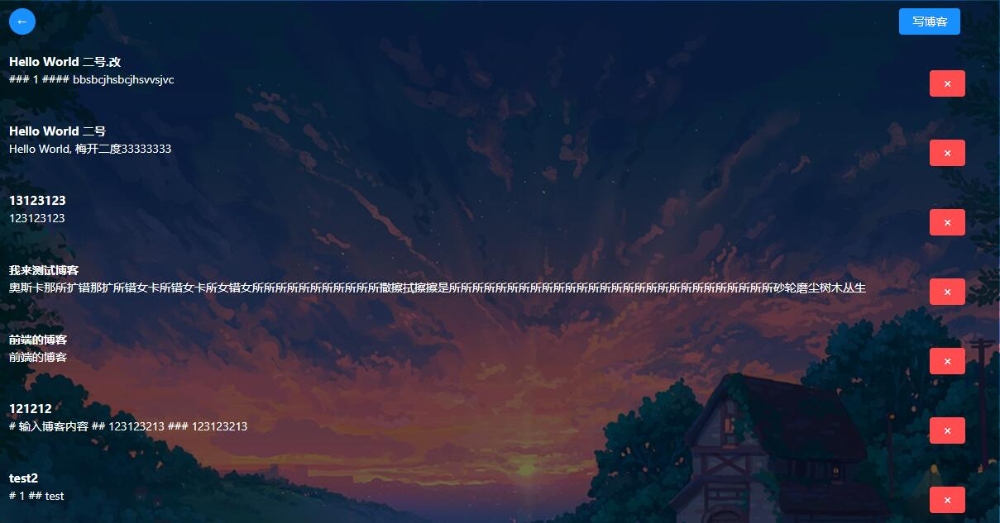 ←
写博客
Hello World 二号.改
### 1 #### bbsbcjhsbcjhsvvsjvc
×
Hello World 二号
Hello World, 梅开二度33333333
×
13123123
123123123
×
我来测试博客
奥斯卡那所扩错那扩所错女卡所错女卡所女错女所所所所所所所所所所所撒擦拭擦擦是所所所所所所所所所所所所所所所所所所所所所所所所所所所所砂轮磨尘树木丛生
×
前端的博客
前端的博客
×
121212
# 输入博客内容 ## 123123213 ### 123123213
×
test2
# 1 ## test
×